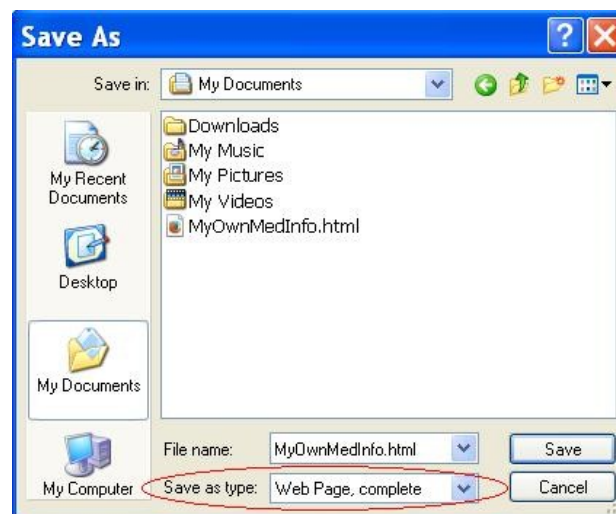 Save As
?
X
Save in: My Documents
Downloads
My Music
My Pictures
My Videos
MyOwnMedInfo.html
My Recent
Documents
Desktop
My Documents
My Computer
File name: MyOwnMedInfo.html Save
Save as type: Web Page, complete Cancel